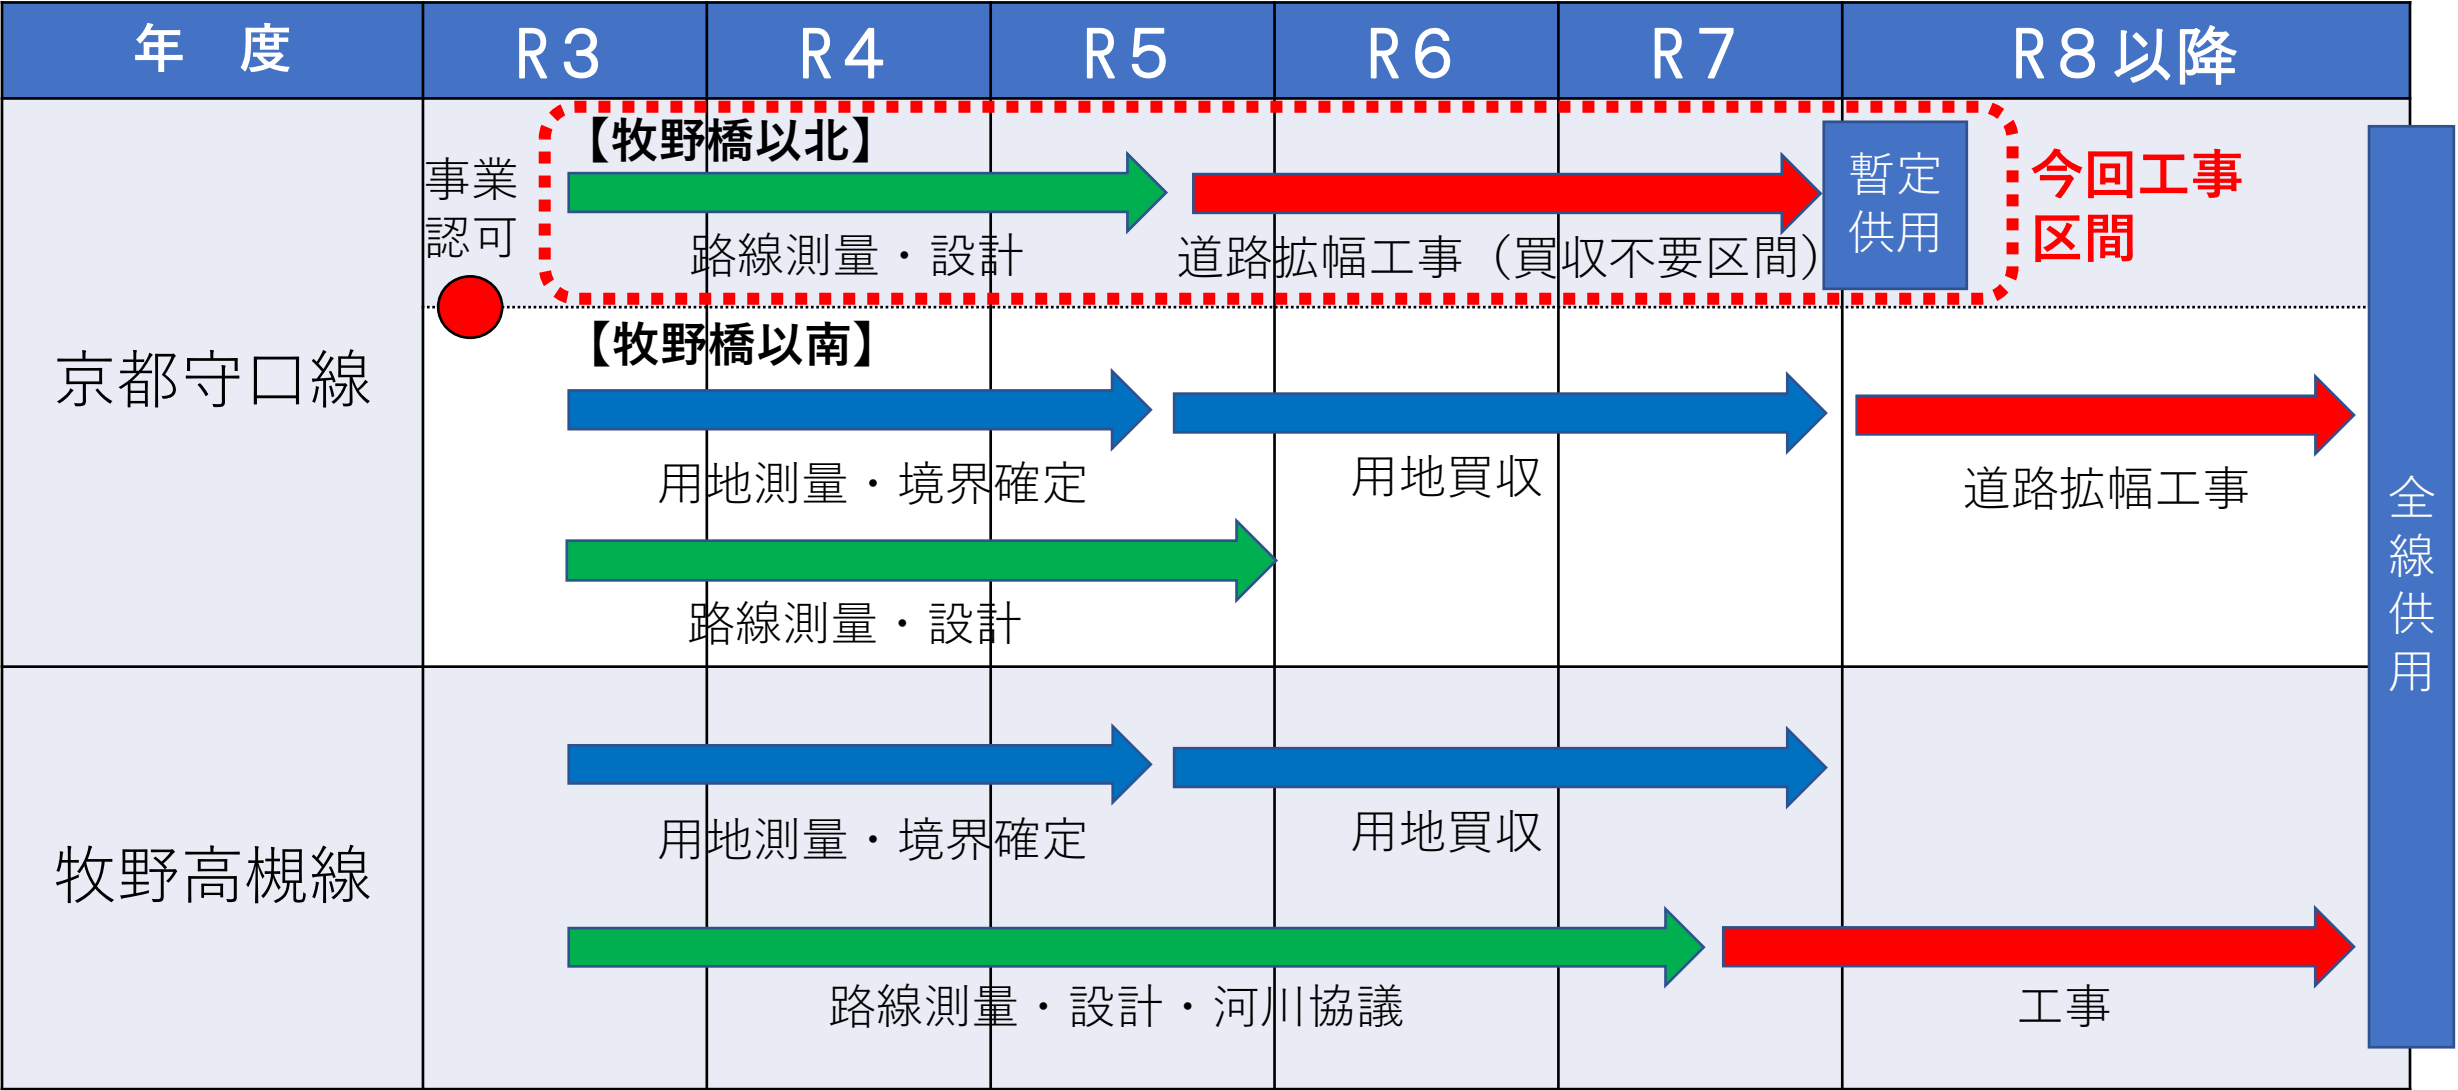 年　度
R3
R4
R5
R6
R7
R8以降
京都守口線
事業
認可
【牧野橋以北】
路線測量・設計
道路拡幅工事（買収不要区間）
暫定
供用
今回工事
区間
【牧野橋以南】
用地測量・境界確定
用地買収
道路拡幅工事
路線測量・設計
牧野高槻線
用地測量・境界確定
用地買収
路線測量・設計・河川協議
工事
全線供用